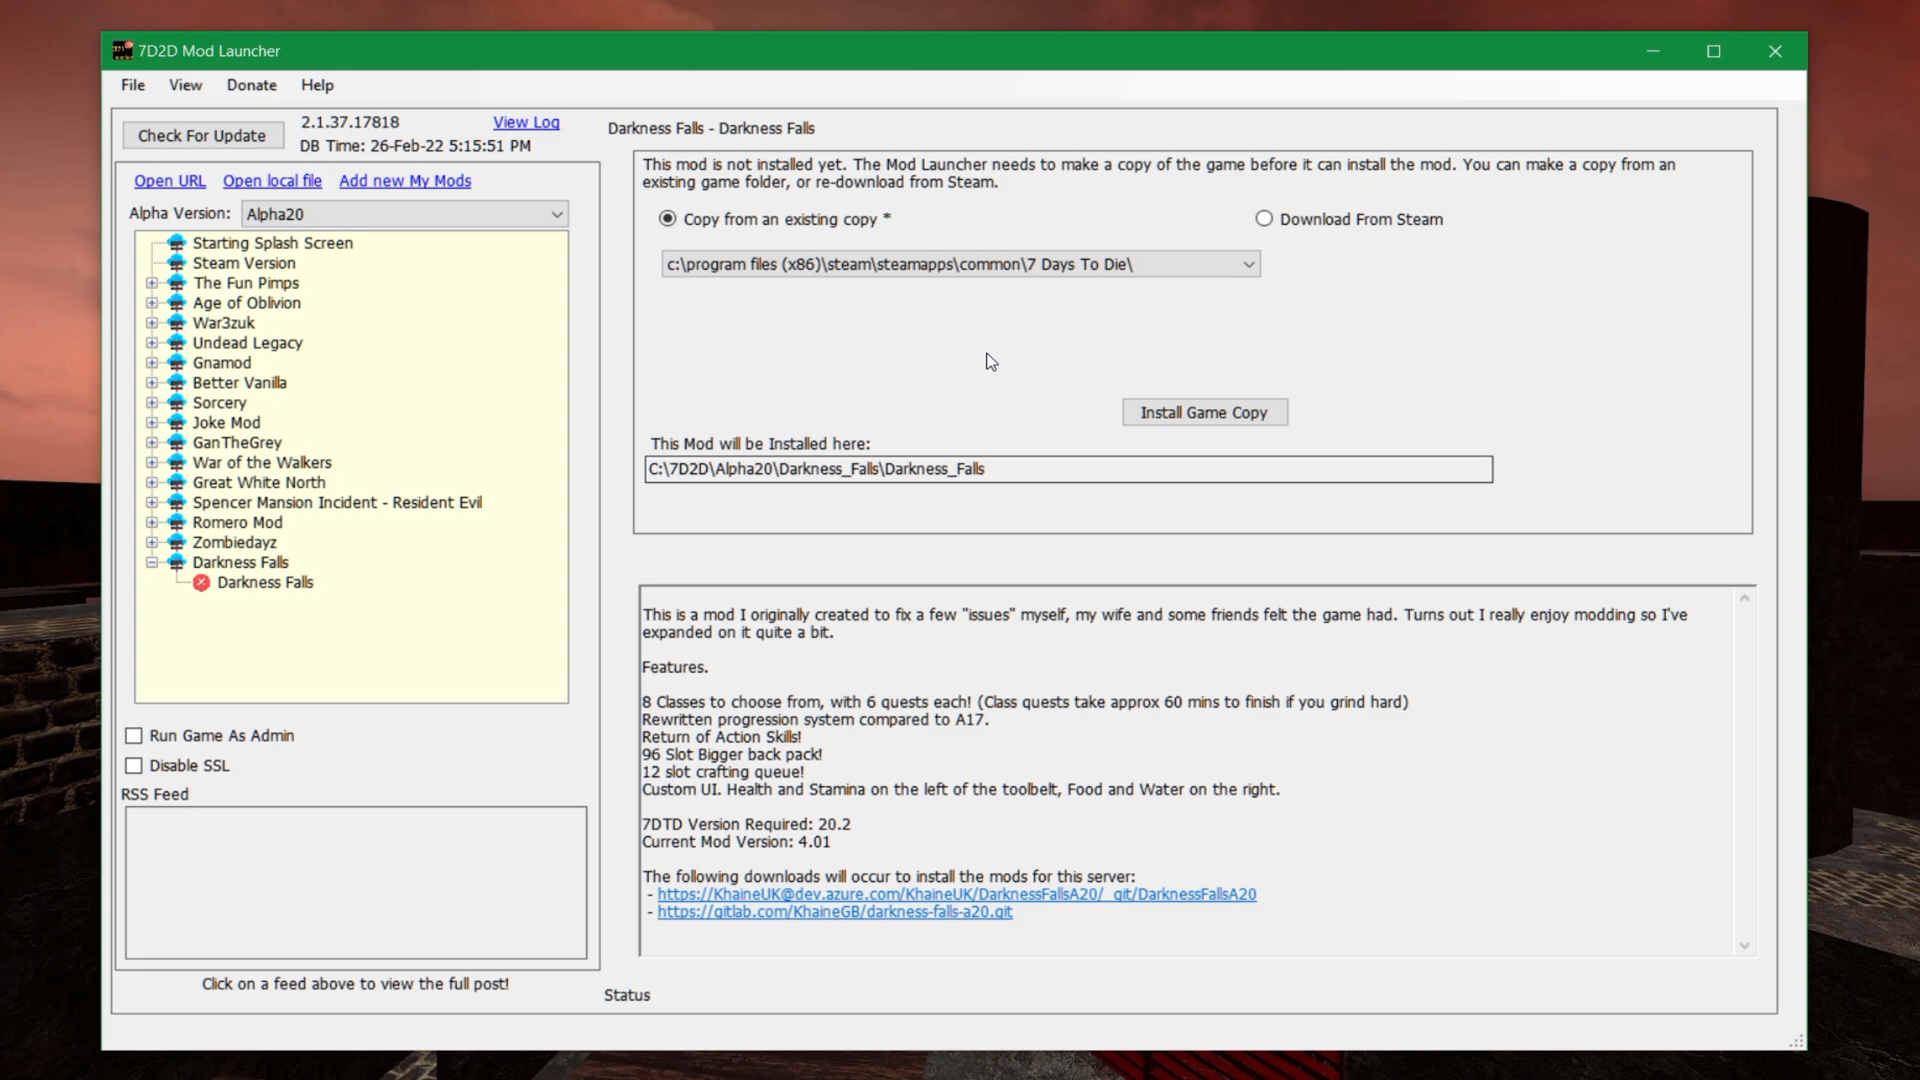 7D2D Mod Launcher
File View Donate Help
Check For Update
2.1.37.17818
View Log
DB Time: 26-Feb-22 5:15:51 PM
Open URL Open local file Add new My Mods
Alpha Version: Alpha20
Starting Splash Screen
Steam Version
The Fun Pimps
Age of Oblivion
War3zuk
Undead Legacy
Gnamod
Better Vanilla
Sorcery
Joke Mod
GanTheGrey
War of the Walkers
Great White North
Spencer Mansion Incident - Resident Evil
Romero Mod
Zombiedayz
Darkness Falls
Darkness Falls
Run Game As Admin
Disable SSL
RSS Feed
Click on a feed above to view the full post!
Darkness Falls - Darkness Falls
This mod is not installed yet. The Mod Launcher needs to make a copy of the game before it can install the mod. You can make a copy from an
existing game folder, or re-download from Steam.
Copy from an existing copy *
Download From Steam
c:\program files (x86)\steam\steamapps\common\7 Days To Die\
Install Game Copy
This Mod will be Installed here:
C:\7D2D\Alpha20\Darkness_Falls\Darkness_Falls
This is a mod I originally created to fix a few "issues" myself, my wife and some friends felt the game had. Turns out I really enjoy modding so I've
expanded on it quite a bit.
Features.
8 Classes to choose from, with 6 quests each! (Class quests take approx 60 mins to finish if you grind hard)
Rewritten progression system compared to A17.
Return of Action Skills!
96 Slot Bigger back pack!
12 slot crafting queue!
Custom UI. Health and Stamina on the left of the toolbelt, Food and Water on the right.
7DTD Version Required: 20.2
Current Mod Version: 4.01
The following downloads will occur to install the mods for this server:
- https://KhaineUK@dev.azure.com/KhaineUK/DarknessFallsA20/_git/DarknessFallsA20
- https://gitlab.com/KhaineGB/darkness-falls-a20.git
Status